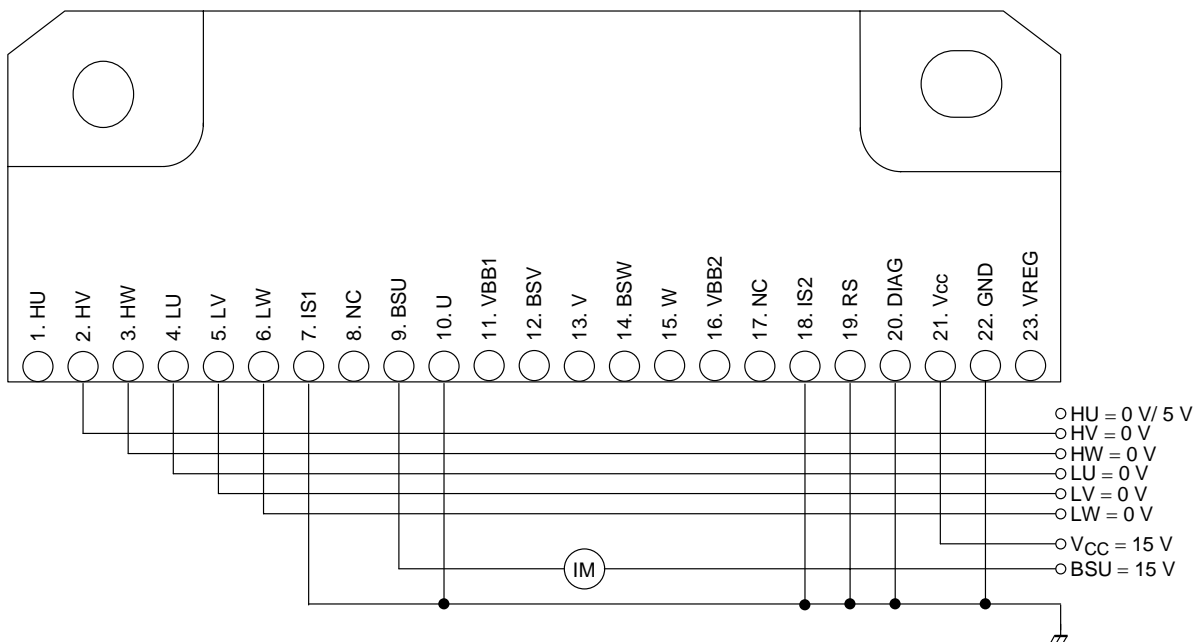 1. HU
2. HV
3. HW
4. LU
5. LV
6. LW
7. IS1
8. NC
9. BSU
10. U
11. VBB1
12. BSV
13. V
14. BSW
15. W
16. VBB2
17. NC
18. IS2
19. RS
20. DIAG
21. Vcc
22. GND
23. VREG
HU = 0 V/ 5 V
HV = 0 V
HW = 0 V
LU = 0 V
LV = 0 V
LW = 0 V
VCC = 15 V
IM
BSU = 15 V